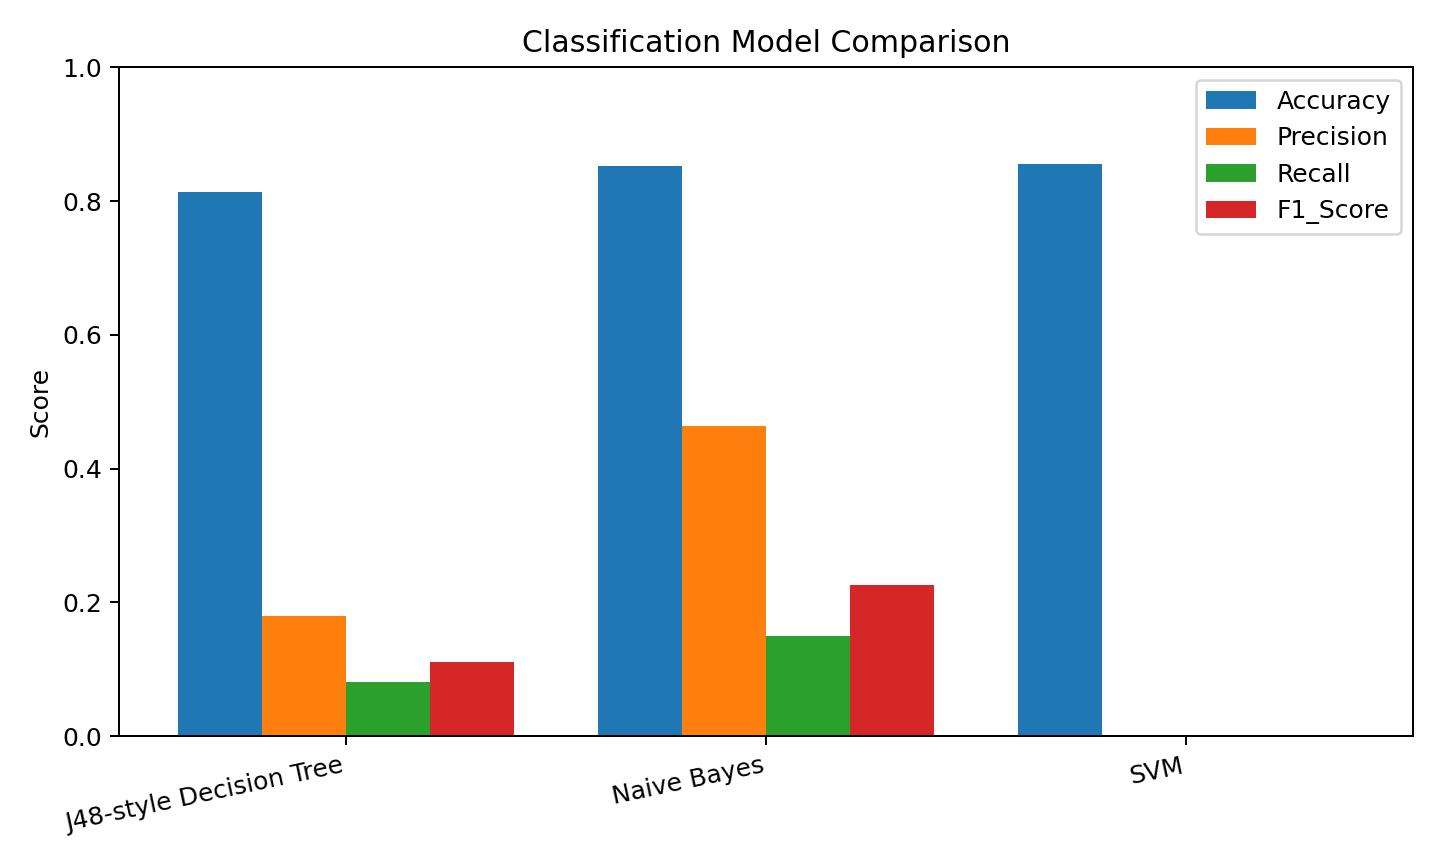 Classification Model Comparison
1.0
0.8
0.6
0.4
0.2
0.0
Score
Accuracy
Precision
Recall
F1_Score
J48-style Decision Tree
Naive Bayes
SVM